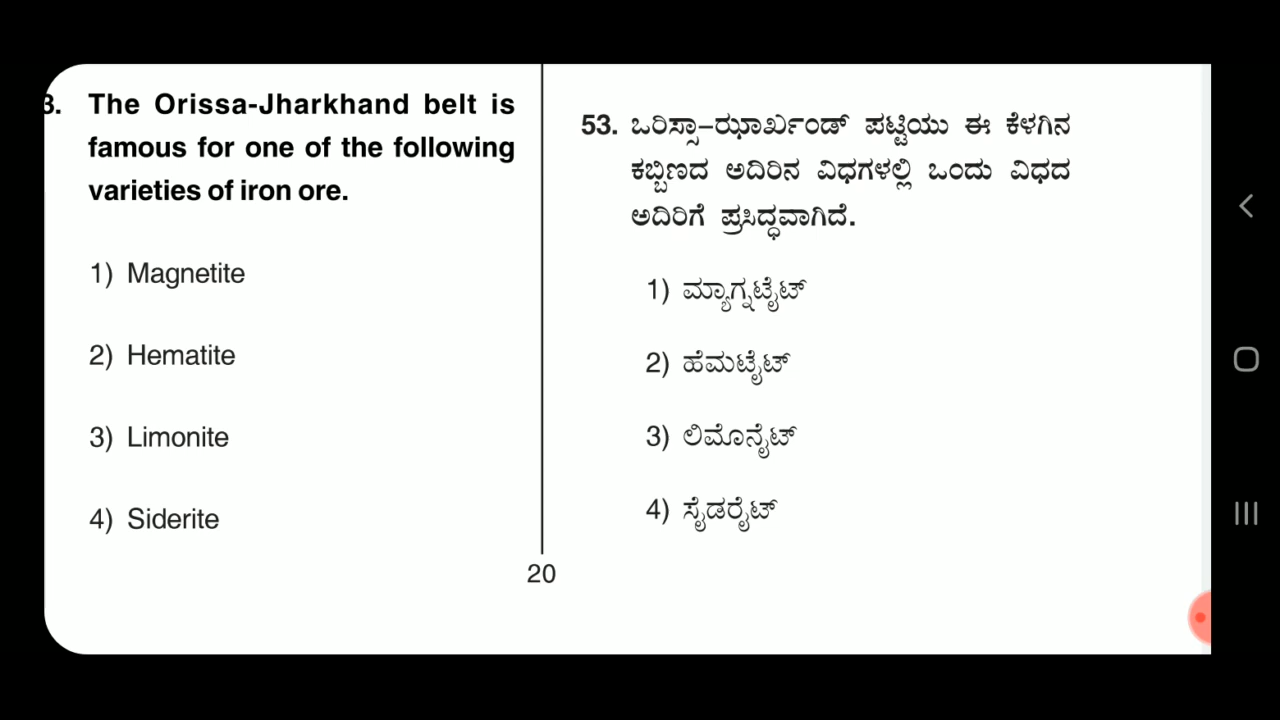 3. The Orissa-Jharkhand belt is
famous for one of the following
varieties of iron ore.
1) Magnetite
2) Hematite
3) Limonite
4) Siderite
53. ಒರಿಸ್ಸಾ–ಝಾರ್ಖಂಡ್ ಪಟ್ಟಿಯು ಈ ಕೆಳಗಿನ
ಕಬ್ಬಿಣದ ಅದಿರಿನ ವಿಧಗಳಲ್ಲಿ ಒಂದು ವಿಧದ
ಅದಿರಿಗೆ ಪ್ರಸಿದ್ಧವಾಗಿದೆ.
1) ಮ್ಯಾಗ್ನಟೈಟ್
2) ಹೆಮಟೈಟ್
3) ಲಿಮೊನೈಟ್
4) ಸೈಡರೈಟ್
20